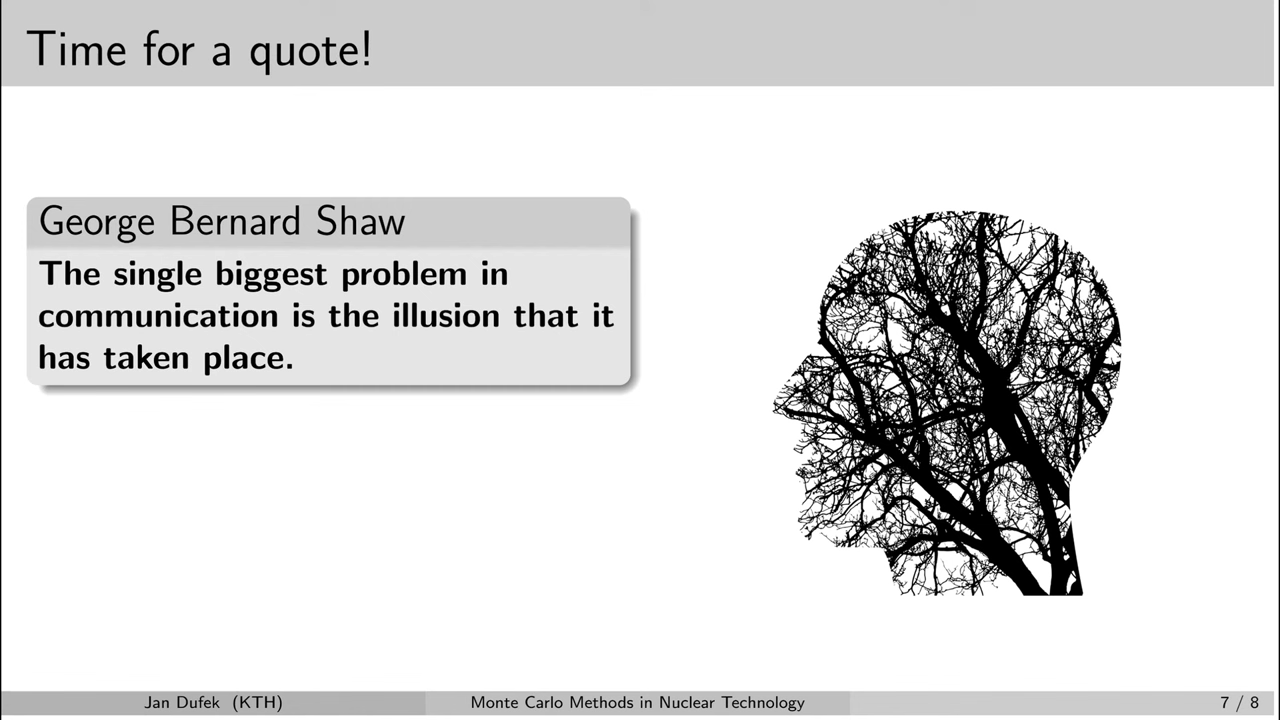 Time for a quote!
George Bernard Shaw
The single biggest problem in
communication is the illusion that it
has taken place.
Jan Dufek (KTH)
Monte Carlo Methods in Nuclear Technology
7 / 8